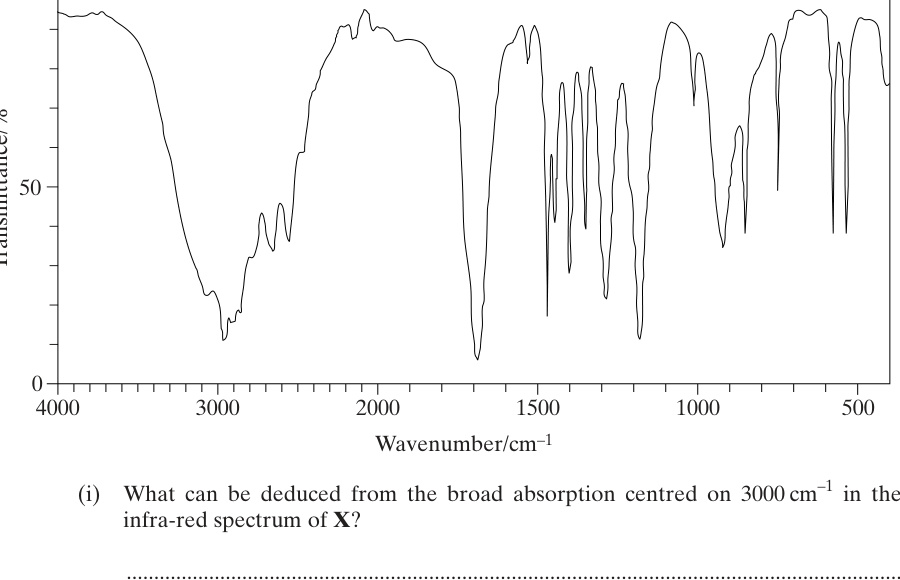 Transmittance/%
50
0
4000 3000 2000 1500 1000 500
Wavenumber/cm⁻¹
(i) What can be deduced from the broad absorption centred on 3000 cm⁻¹ in the
infra-red spectrum of X?